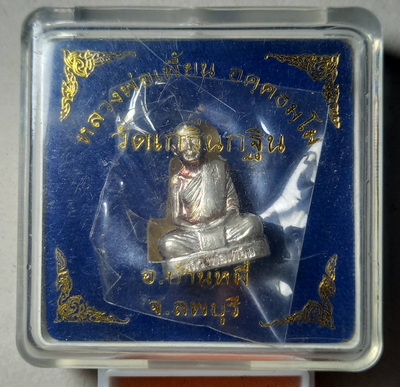 หลวงพ่อเพี้ยน อคฺคธมฺโม
วัดเกริ่นกฐิน
อ.บ้านหมี่
จ.ลพบุรี